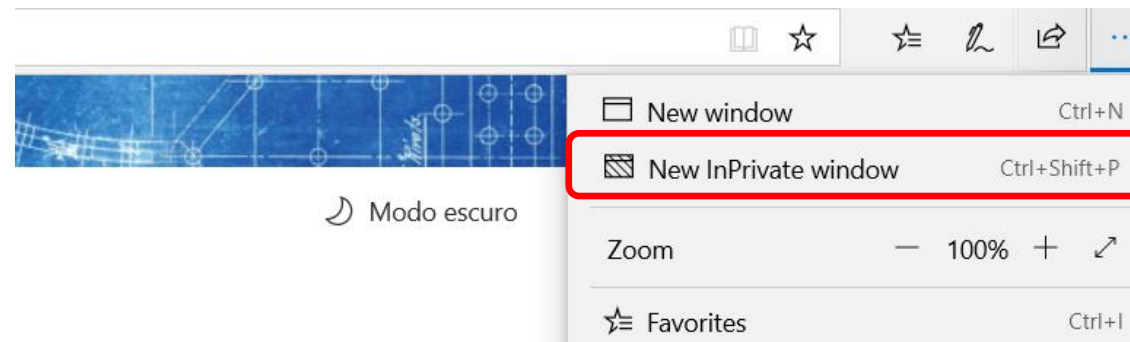 New window Ctrl+N
New InPrivate window Ctrl+Shift+P
Modo escuro
Zoom 100%
Favorites Ctrl+I